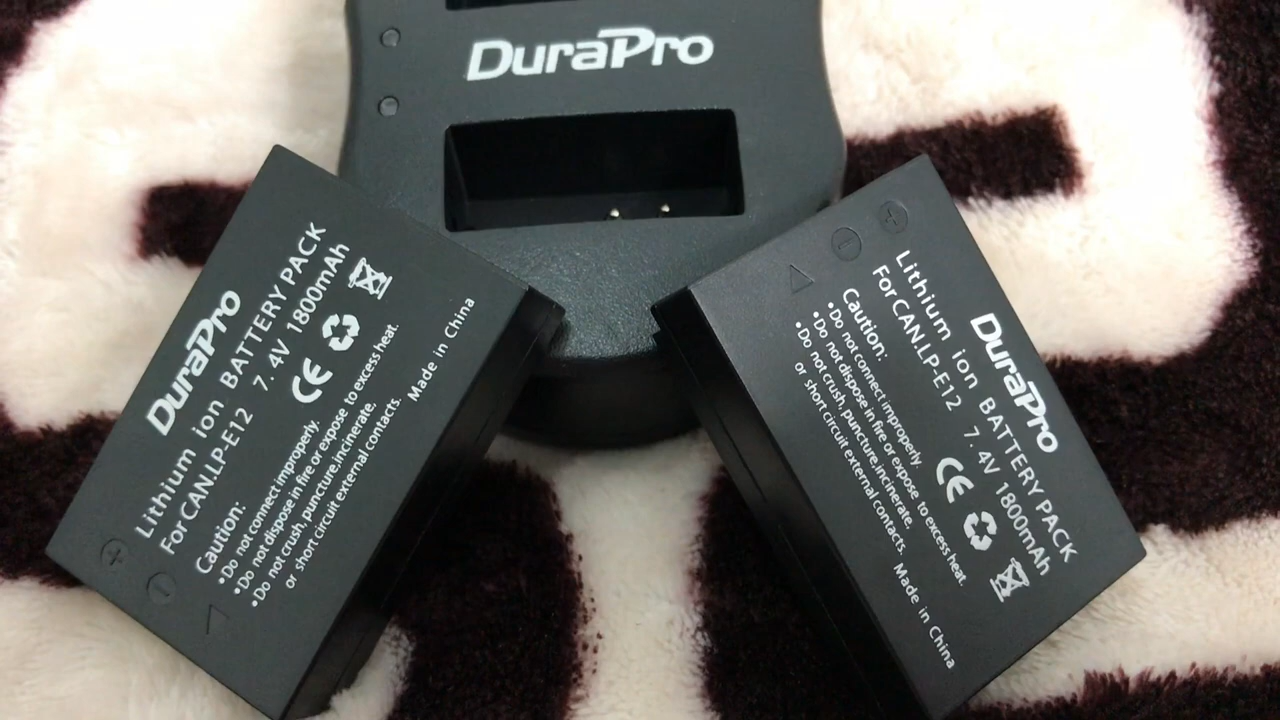 DuraPro
DuraPro
Lithium ion BATTERY PACK
For CANLP-E12 7.4V 1800mAh
Caution:
•Do not connect improperly.
•Do not dispose in fire or expose to excess heat.
•Do not crush, puncture,incinerate,
or short circuit external contacts.
CE
Made in China
DuraPro
Lithium ion BATTERY PACK
For CANLP-E12 7.4V 1800mAh
Caution:
•Do not connect improperly.
•Do not dispose in fire or expose to excess heat.
•Do not crush, puncture,incinerate,
or short circuit external contacts.
CE
Made in China